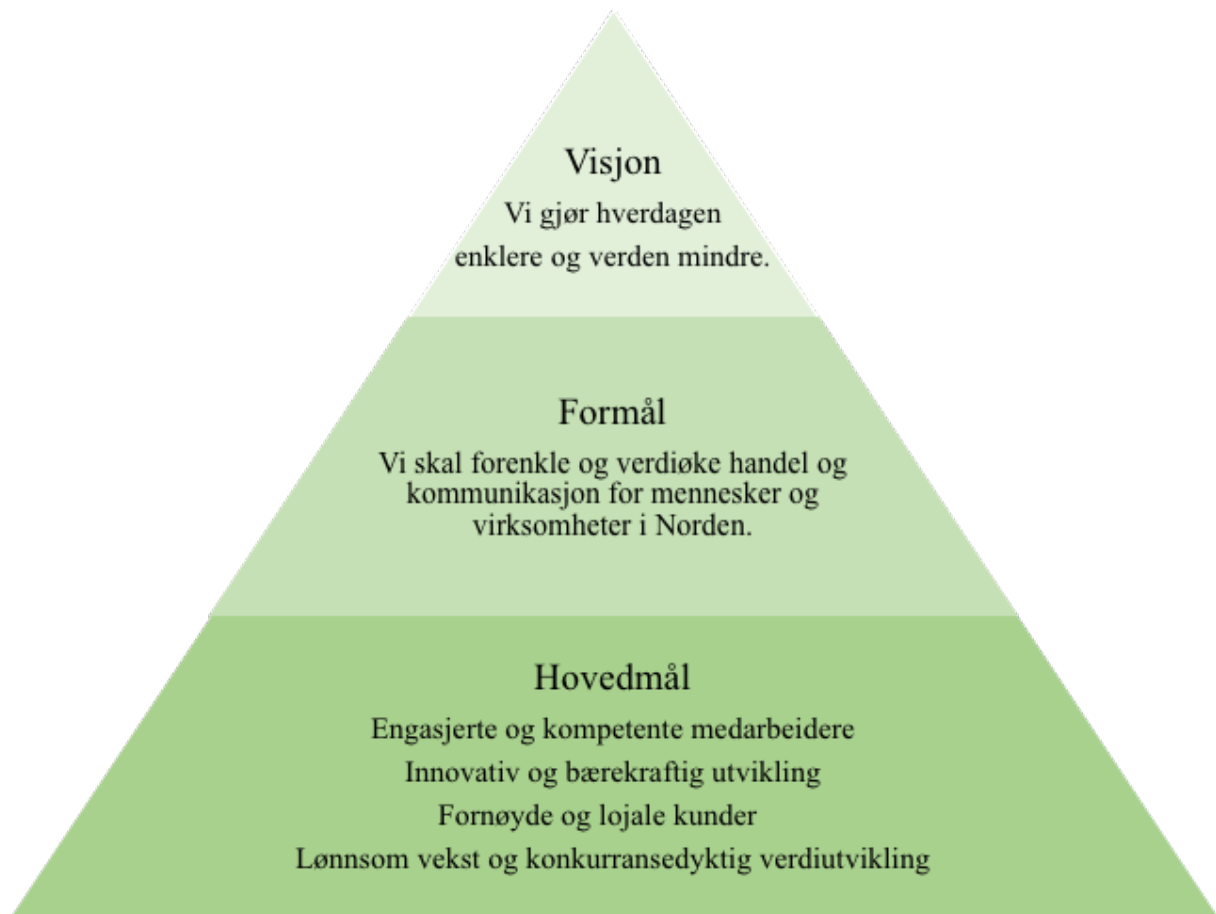 Visjon
Vi gjør hverdagen
enklere og verden mindre.
Formål
Vi skal forenkle og verdiøke handel og
kommunikasjon for mennesker og
virksomheter i Norden.
Hovedmål
Engasjerte og kompetente medarbeidere
Innovativ og bærekraftig utvikling
Fornøyde og lojale kunder
Lønnsom vekst og konkurransedyktig verdiutvikling